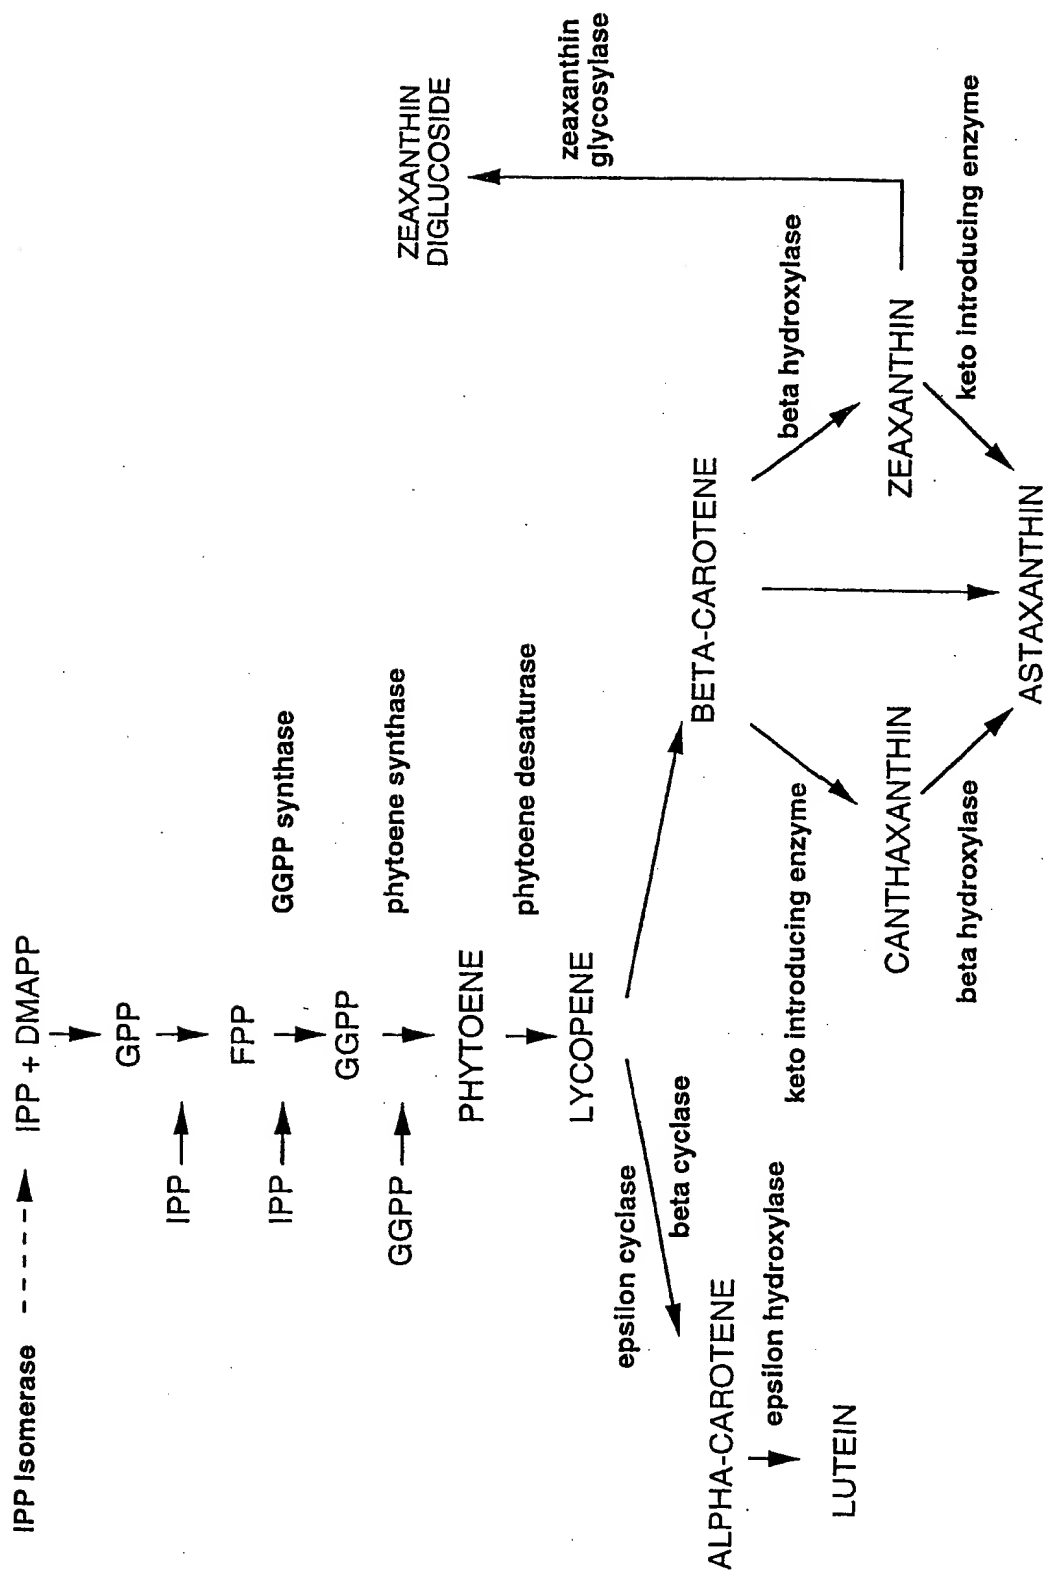 IPP Isomerase
IPP + DMAPP
GPP
IPP
FPP
IPP
GGPP synthase
GGPP
GGPP
phytoene synthase
PHYTOENE
phytoene desaturase
LYCOPENE
epsilon cyclase
beta cyclase
ALPHA-CAROTENE
epsilon hydroxylase
LUTEIN
BETA-CAROTENE
keto introducing enzyme
beta hydroxylase
CANTHAXANTHIN
ZEAXANTHIN
beta hydroxylase
keto introducing enzyme
ASTAXANTHIN
ZEAXANTHIN
DIGLUCOSIDE
zeaxanthin
glycosylase